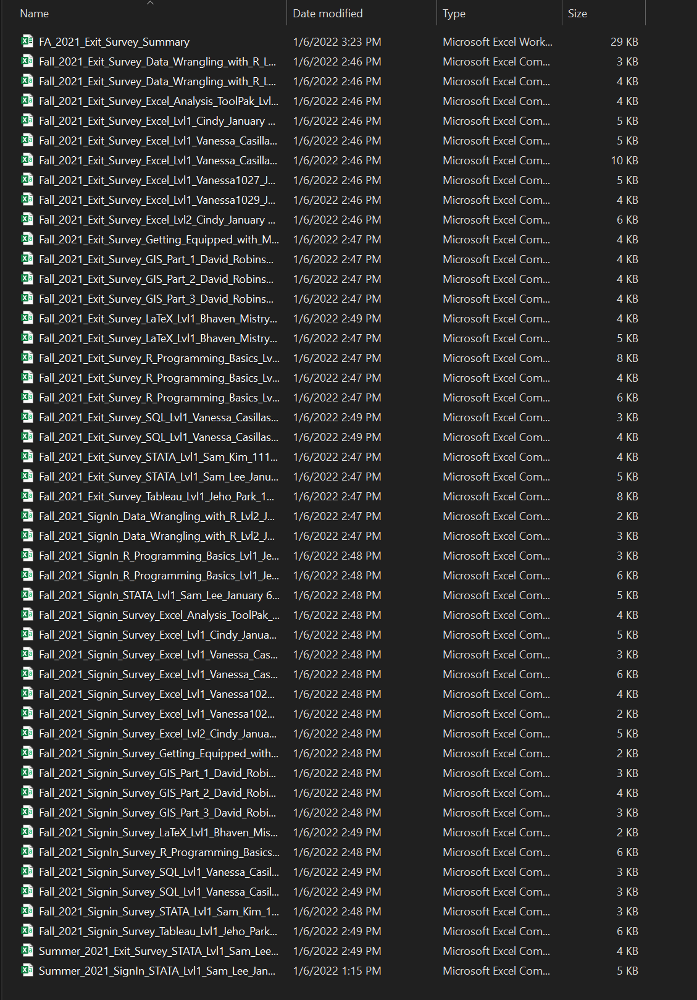 Name Date modified Type Size
FA_2021_Exit_Survey_Summary 1/6/2022 3:23 PM Microsoft Excel Work... 29 KB
Fall_2021_Exit_Survey_Data_Wrangling_with_R_L... 1/6/2022 2:46 PM Microsoft Excel Com... 3 KB
Fall_2021_Exit_Survey_Data_Wrangling_with_R_L... 1/6/2022 2:46 PM Microsoft Excel Com... 4 KB
Fall_2021_Exit_Survey_Excel_Analysis_ToolPak_Lvl... 1/6/2022 2:46 PM Microsoft Excel Com... 4 KB
Fall_2021_Exit_Survey_Excel_Lvl1_Cindy_January ... 1/6/2022 2:46 PM Microsoft Excel Com... 5 KB
Fall_2021_Exit_Survey_Excel_Lvl1_Vanessa_Casilla... 1/6/2022 2:46 PM Microsoft Excel Com... 5 KB
Fall_2021_Exit_Survey_Excel_Lvl1_Vanessa_Casilla... 1/6/2022 2:46 PM Microsoft Excel Com... 10 KB
Fall_2021_Exit_Survey_Excel_Lvl1_Vanessa1027_J... 1/6/2022 2:46 PM Microsoft Excel Com... 5 KB
Fall_2021_Exit_Survey_Excel_Lvl1_Vanessa1029_J... 1/6/2022 2:46 PM Microsoft Excel Com... 4 KB
Fall_2021_Exit_Survey_Excel_Lvl2_Cindy_January ... 1/6/2022 2:46 PM Microsoft Excel Com... 6 KB
Fall_2021_Exit_Survey_Getting_Equipped_with_M... 1/6/2022 2:47 PM Microsoft Excel Com... 4 KB
Fall_2021_Exit_Survey_GIS_Part_1_David_Robins... 1/6/2022 2:47 PM Microsoft Excel Com... 4 KB
Fall_2021_Exit_Survey_GIS_Part_2_David_Robins... 1/6/2022 2:47 PM Microsoft Excel Com... 4 KB
Fall_2021_Exit_Survey_GIS_Part_3_David_Robins... 1/6/2022 2:47 PM Microsoft Excel Com... 4 KB
Fall_2021_Exit_Survey_LaTeX_Lvl1_Bhaven_Mistry... 1/6/2022 2:49 PM Microsoft Excel Com... 4 KB
Fall_2021_Exit_Survey_LaTeX_Lvl1_Bhaven_Mistry... 1/6/2022 2:47 PM Microsoft Excel Com... 5 KB
Fall_2021_Exit_Survey_R_Programming_Basics_Lv... 1/6/2022 2:47 PM Microsoft Excel Com... 8 KB
Fall_2021_Exit_Survey_R_Programming_Basics_Lv... 1/6/2022 2:47 PM Microsoft Excel Com... 4 KB
Fall_2021_Exit_Survey_R_Programming_Basics_Lv... 1/6/2022 2:47 PM Microsoft Excel Com... 6 KB
Fall_2021_Exit_Survey_SQL_Lvl1_Vanessa_Casillas... 1/6/2022 2:49 PM Microsoft Excel Com... 3 KB
Fall_2021_Exit_Survey_SQL_Lvl1_Vanessa_Casillas... 1/6/2022 2:49 PM Microsoft Excel Com... 4 KB
Fall_2021_Exit_Survey_STATA_Lvl1_Sam_Kim_111... 1/6/2022 2:47 PM Microsoft Excel Com... 4 KB
Fall_2021_Exit_Survey_STATA_Lvl1_Sam_Lee_Janu... 1/6/2022 2:47 PM Microsoft Excel Com... 5 KB
Fall_2021_Exit_Survey_Tableau_Lvl1_Jeho_Park_1... 1/6/2022 2:47 PM Microsoft Excel Com... 8 KB
Fall_2021_SignIn_Data_Wrangling_with_R_Lvl2_J... 1/6/2022 2:47 PM Microsoft Excel Com... 2 KB
Fall_2021_SignIn_Data_Wrangling_with_R_Lvl2_J... 1/6/2022 2:47 PM Microsoft Excel Com... 3 KB
Fall_2021_SignIn_R_Programming_Basics_Lvl1_Je... 1/6/2022 2:48 PM Microsoft Excel Com... 3 KB
Fall_2021_SignIn_R_Programming_Basics_Lvl1_Je... 1/6/2022 2:48 PM Microsoft Excel Com... 6 KB
Fall_2021_SignIn_STATA_Lvl1_Sam_Lee_January 6... 1/6/2022 2:48 PM Microsoft Excel Com... 5 KB
Fall_2021_Signin_Survey_Excel_Analysis_ToolPak_... 1/6/2022 2:48 PM Microsoft Excel Com... 4 KB
Fall_2021_Signin_Survey_Excel_Lvl1_Cindy_Janua... 1/6/2022 2:48 PM Microsoft Excel Com... 5 KB
Fall_2021_Signin_Survey_Excel_Lvl1_Vanessa_Cas... 1/6/2022 2:48 PM Microsoft Excel Com... 3 KB
Fall_2021_Signin_Survey_Excel_Lvl1_Vanessa_Cas... 1/6/2022 2:48 PM Microsoft Excel Com... 6 KB
Fall_2021_Signin_Survey_Excel_Lvl1_Vanessa102... 1/6/2022 2:48 PM Microsoft Excel Com... 4 KB
Fall_2021_Signin_Survey_Excel_Lvl1_Vanessa102... 1/6/2022 2:48 PM Microsoft Excel Com... 2 KB
Fall_2021_Signin_Survey_Excel_Lvl2_Cindy_Janua... 1/6/2022 2:48 PM Microsoft Excel Com... 5 KB
Fall_2021_Signin_Survey_Getting_Equipped_with... 1/6/2022 2:48 PM Microsoft Excel Com... 2 KB
Fall_2021_Signin_Survey_GIS_Part_1_David_Robi... 1/6/2022 2:48 PM Microsoft Excel Com... 3 KB
Fall_2021_Signin_Survey_GIS_Part_2_David_Robi... 1/6/2022 2:48 PM Microsoft Excel Com... 4 KB
Fall_2021_Signin_Survey_GIS_Part_3_David_Robi... 1/6/2022 2:48 PM Microsoft Excel Com... 3 KB
Fall_2021_Signin_Survey_LaTeX_Lvl1_Bhaven_Mis... 1/6/2022 2:49 PM Microsoft Excel Com... 2 KB
Fall_2021_SignIn_Survey_R_Programming_Basics... 1/6/2022 2:48 PM Microsoft Excel Com... 6 KB
Fall_2021_Signin_Survey_SQL_Lvl1_Vanessa_Casil... 1/6/2022 2:49 PM Microsoft Excel Com... 3 KB
Fall_2021_Signin_Survey_SQL_Lvl1_Vanessa_Casil... 1/6/2022 2:49 PM Microsoft Excel Com... 3 KB
Fall_2021_Signin_Survey_STATA_Lvl1_Sam_Kim_1... 1/6/2022 2:48 PM Microsoft Excel Com... 3 KB
Fall_2021_Signin_Survey_Tableau_Lvl1_Jeho_Park... 1/6/2022 2:49 PM Microsoft Excel Com... 6 KB
Summer_2021_Exit_Survey_STATA_Lvl1_Sam_Lee... 1/6/2022 2:49 PM Microsoft Excel Com... 4 KB
Summer_2021_SignIn_STATA_Lvl1_Sam_Lee_Jan... 1/6/2022 1:15 PM Microsoft Excel Com... 5 KB